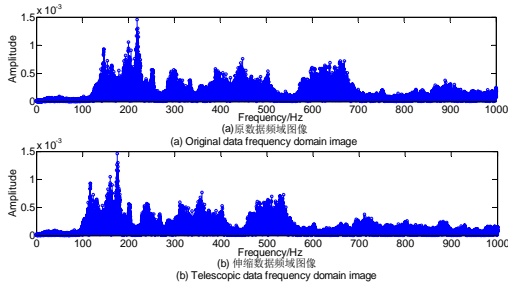 1.5 x 10⁻³
1
0.5
0
Amplitude
0 100 200 300 400 500 600 700 800 900 1000
Frequency/Hz
(a)原数据频域图像
(a) Original data frequency domain image
1.5 x 10⁻³
1
0.5
0
Amplitude
0 100 200 300 400 500 600 700 800 900 1000
Frequency/Hz
(b) 伸缩数据频域图像
(b) Telescopic data frequency domain image